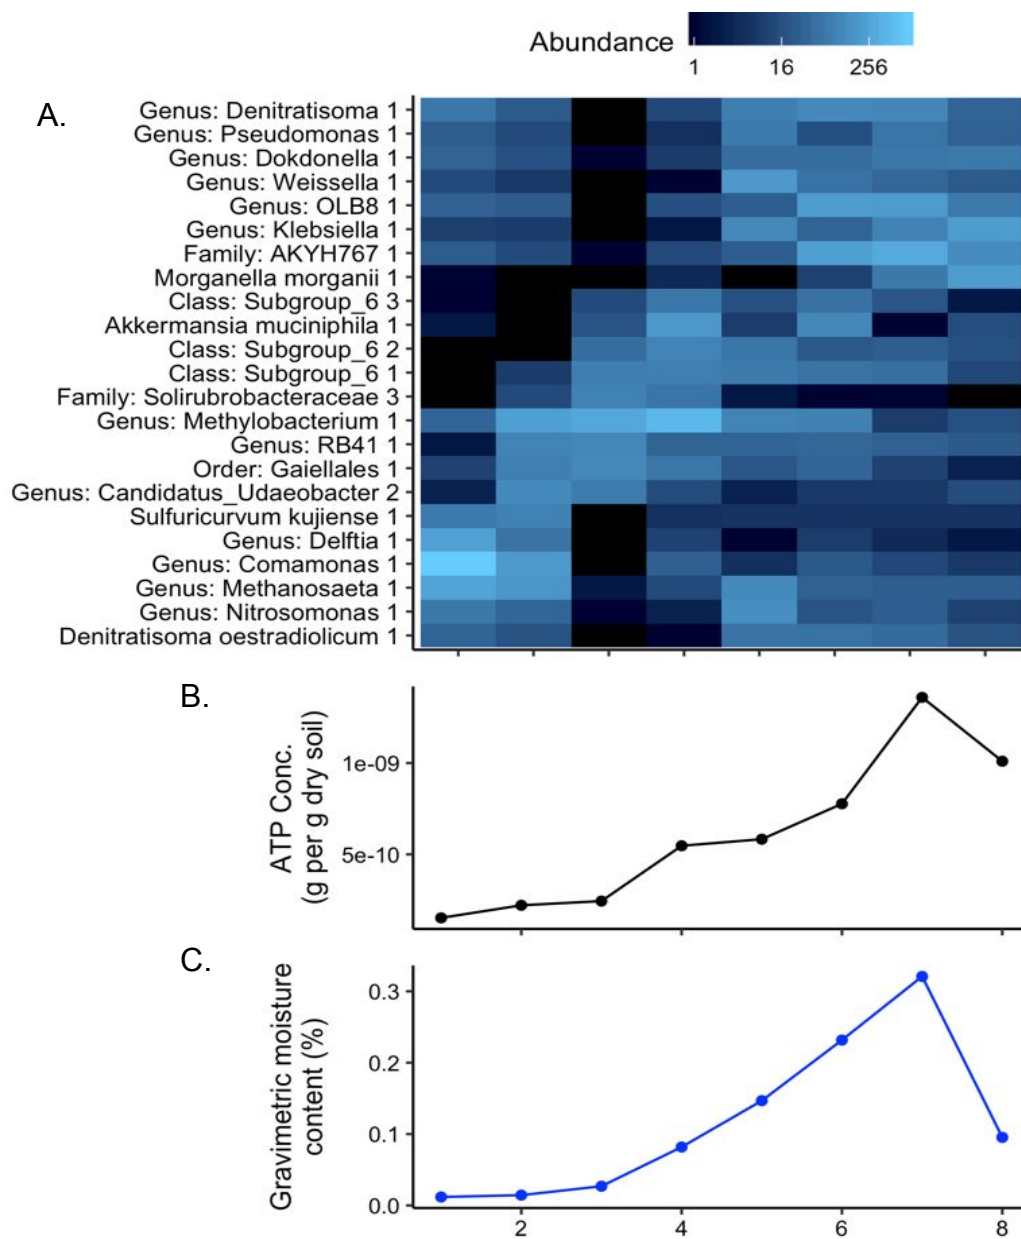 Abundance
1 16 256
A.
Genus: Denitratisoma 1
Genus: Pseudomonas 1
Genus: Dokdonella 1
Genus: Weissella 1
Genus: OLB8 1
Genus: Klebsiella 1
Family: AKYH767 1
Morganella morganii 1
Class: Subgroup_6 3
Akkermansia muciniphila 1
Class: Subgroup_6 2
Class: Subgroup_6 1
Family: Solirubrobacteraceae 3
Genus: Methylobacterium 1
Genus: RB41 1
Order: Gaiellales 1
Genus: Candidatus_Udaeobacter 2
Sulfuricurvum kujiense 1
Genus: Delftia 1
Genus: Comamonas 1
Genus: Methanosaeta 1
Genus: Nitrosomonas 1
Denitratisoma oestradiolicum 1
B.
ATP Conc.
(g per g dry soil)
1e-09
5e-10
C.
Gravimetric moisture
content (%)
0.3
0.2
0.1
0.0
2 4 6 8